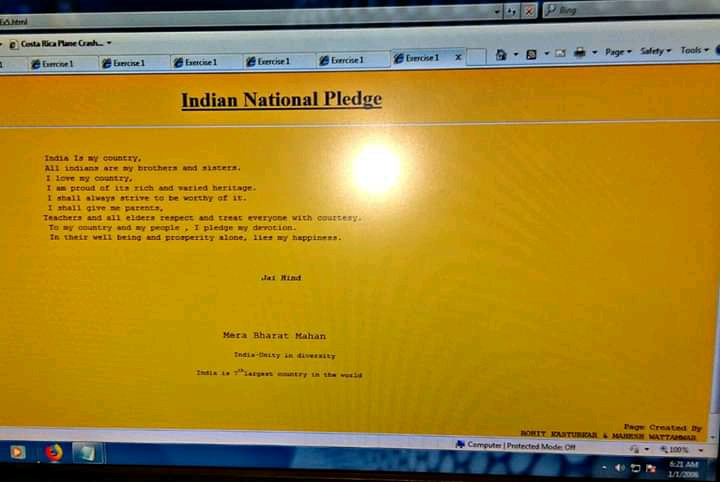 Ex5.html
Bing
Costa Rica Plane Crash...
Page Safety Tools
1 Exercise 1 Exercise 1 Exercise 1 Exercise 1 Exercise 1 Exercise 1 X
Indian National Pledge
India Is my country,
All indians are my brothers and sisters.
I love my country,
I am proud of its rich and varied heritage.
I shall always strive to be worthy of it.
I shall give me parents,
Teachers and all elders respect and treat everyone with courtesy.
To my country and my people , I pledge my devotion.
In their well being and prosperity alone, lies my happiness.
Jai Hind
Mera Bharat Mahan
India-Unity in diversity
India is 7th largest country in the world
Page Created By
ROHIT KASTURKAR & MAHESH WATTAMWAR
Computer | Protected Mode: Off
100%
6:21 AM
1/1/2006